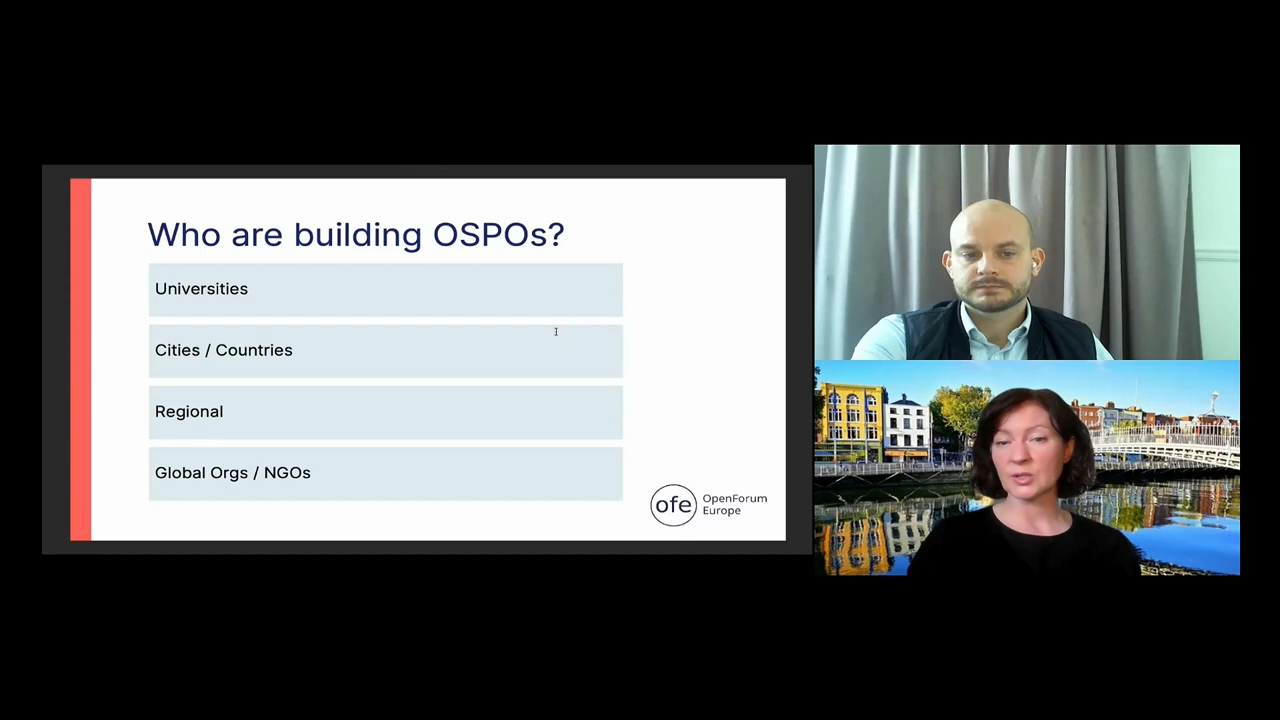 Who are building OSPOs?
Universities
Cities / Countries
Regional
Global Orgs / NGOs
ofe
OpenForum
Europe